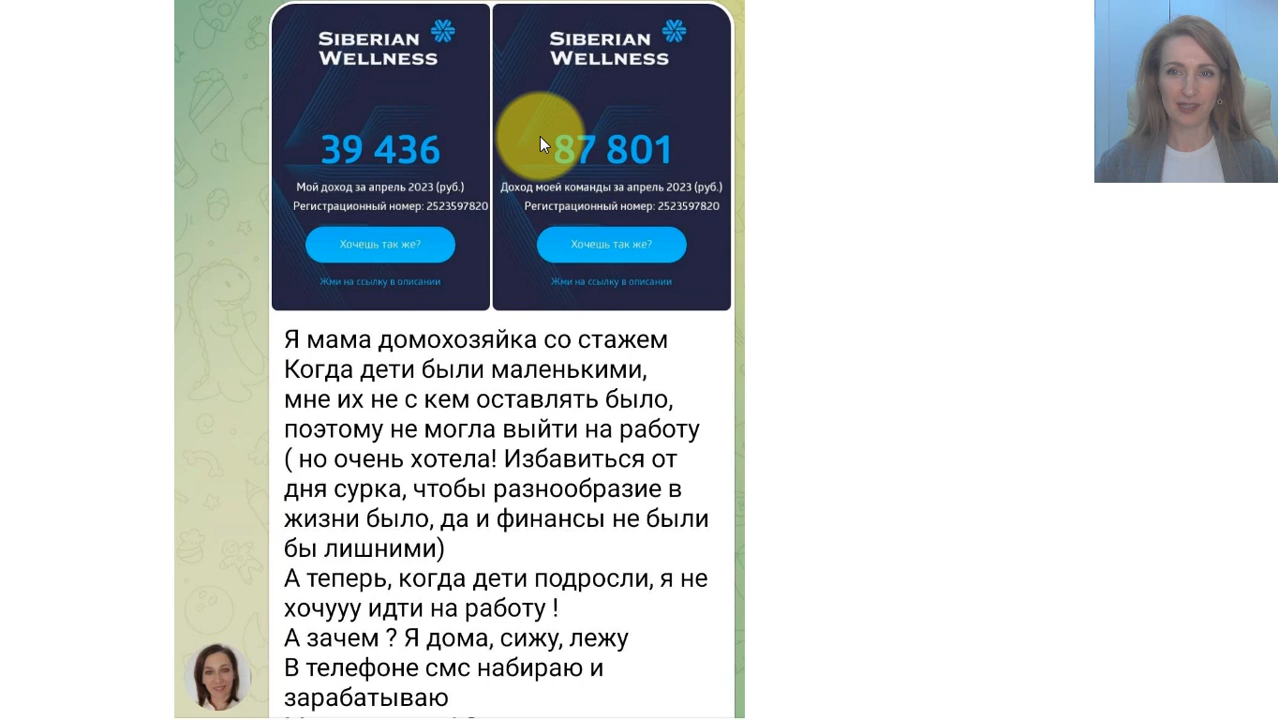 SIBERIAN
WELLNESS
39 436
Мой доход за апрель 2023 (руб.)
Регистрационный номер: 2523597820
Хочешь так же?
Жми на ссылку в описании
SIBERIAN
WELLNESS
87 801
Доход моей команды за апрель 2023 (руб.)
Регистрационный номер: 2523597820
Хочешь так же?
Жми на ссылку в описании
Я мама домохозяйка со стажем
Когда дети были маленькими,
мне их не с кем оставлять было,
поэтому не могла выйти на работу
( но очень хотела! Избавиться от
дня сурка, чтобы разнообразие в
жизни было, да и финансы не были
бы лишними)
А теперь, когда дети подросли, я не
хочууу идти на работу !
А зачем ? Я дома, сижу, лежу
В телефоне смс набираю и
зарабатываю